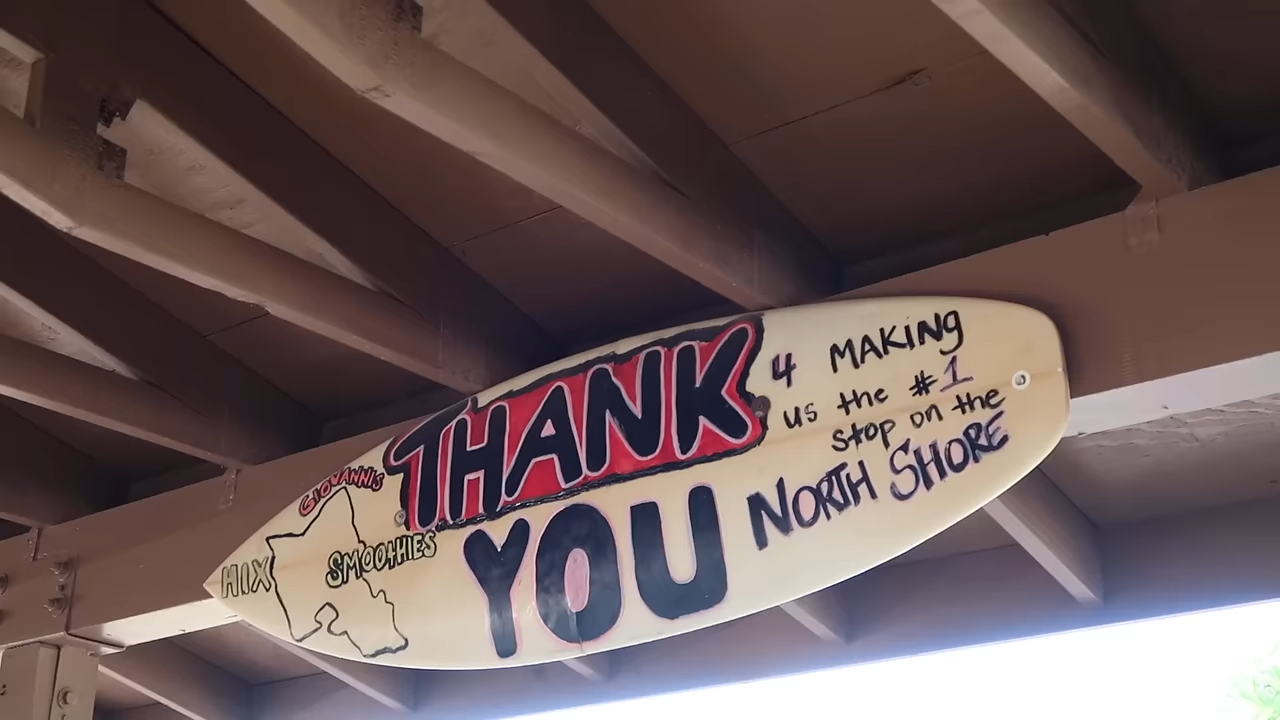 GIOVANNIS
HIX
SMOOTHIES
THANK
YOU
4 MAKING
us the #1
stop on the
NORTH SHORE